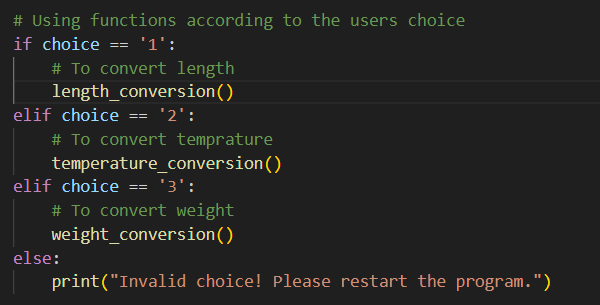 # Using functions according to the users choice
if choice == '1':
    # To convert length
    length_conversion()
elif choice == '2':
    # To convert temprature
    temperature_conversion()
elif choice == '3':
    # To convert weight
    weight_conversion()
else:
    print("Invalid choice! Please restart the program.")